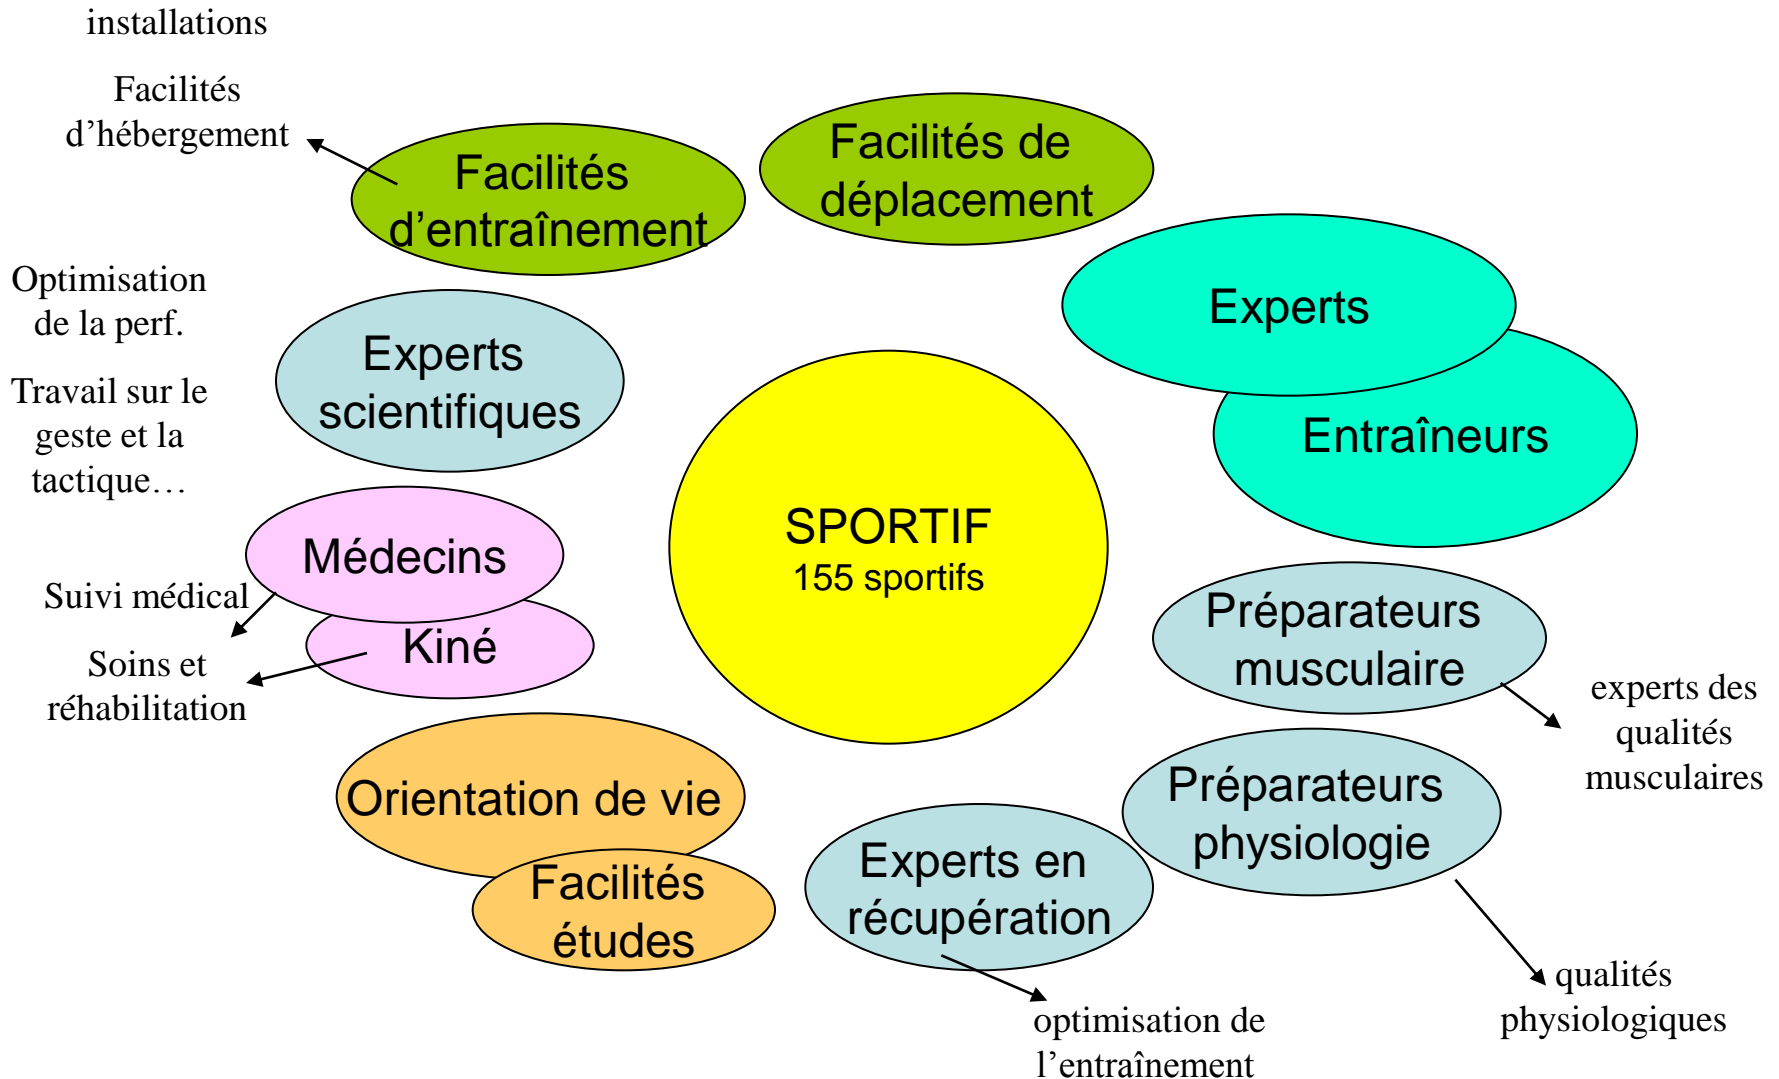 installations
Facilités
d’hébergement
Facilités
d’entraînement
Facilités de
déplacement
Experts
Entraîneurs
Optimisation
de la perf.
Travail sur le
geste et la
tactique…
Experts
scientifiques
SPORTIF
155 sportifs
Médecins
Kiné
Suivi médical
Soins et
réhabilitation
Préparateurs
musculaire
experts des
qualités
musculaires
Préparateurs
physiologie
qualités
physiologiques
Orientation de vie
Facilités
études
Experts en
récupération
optimisation de
l’entraînement